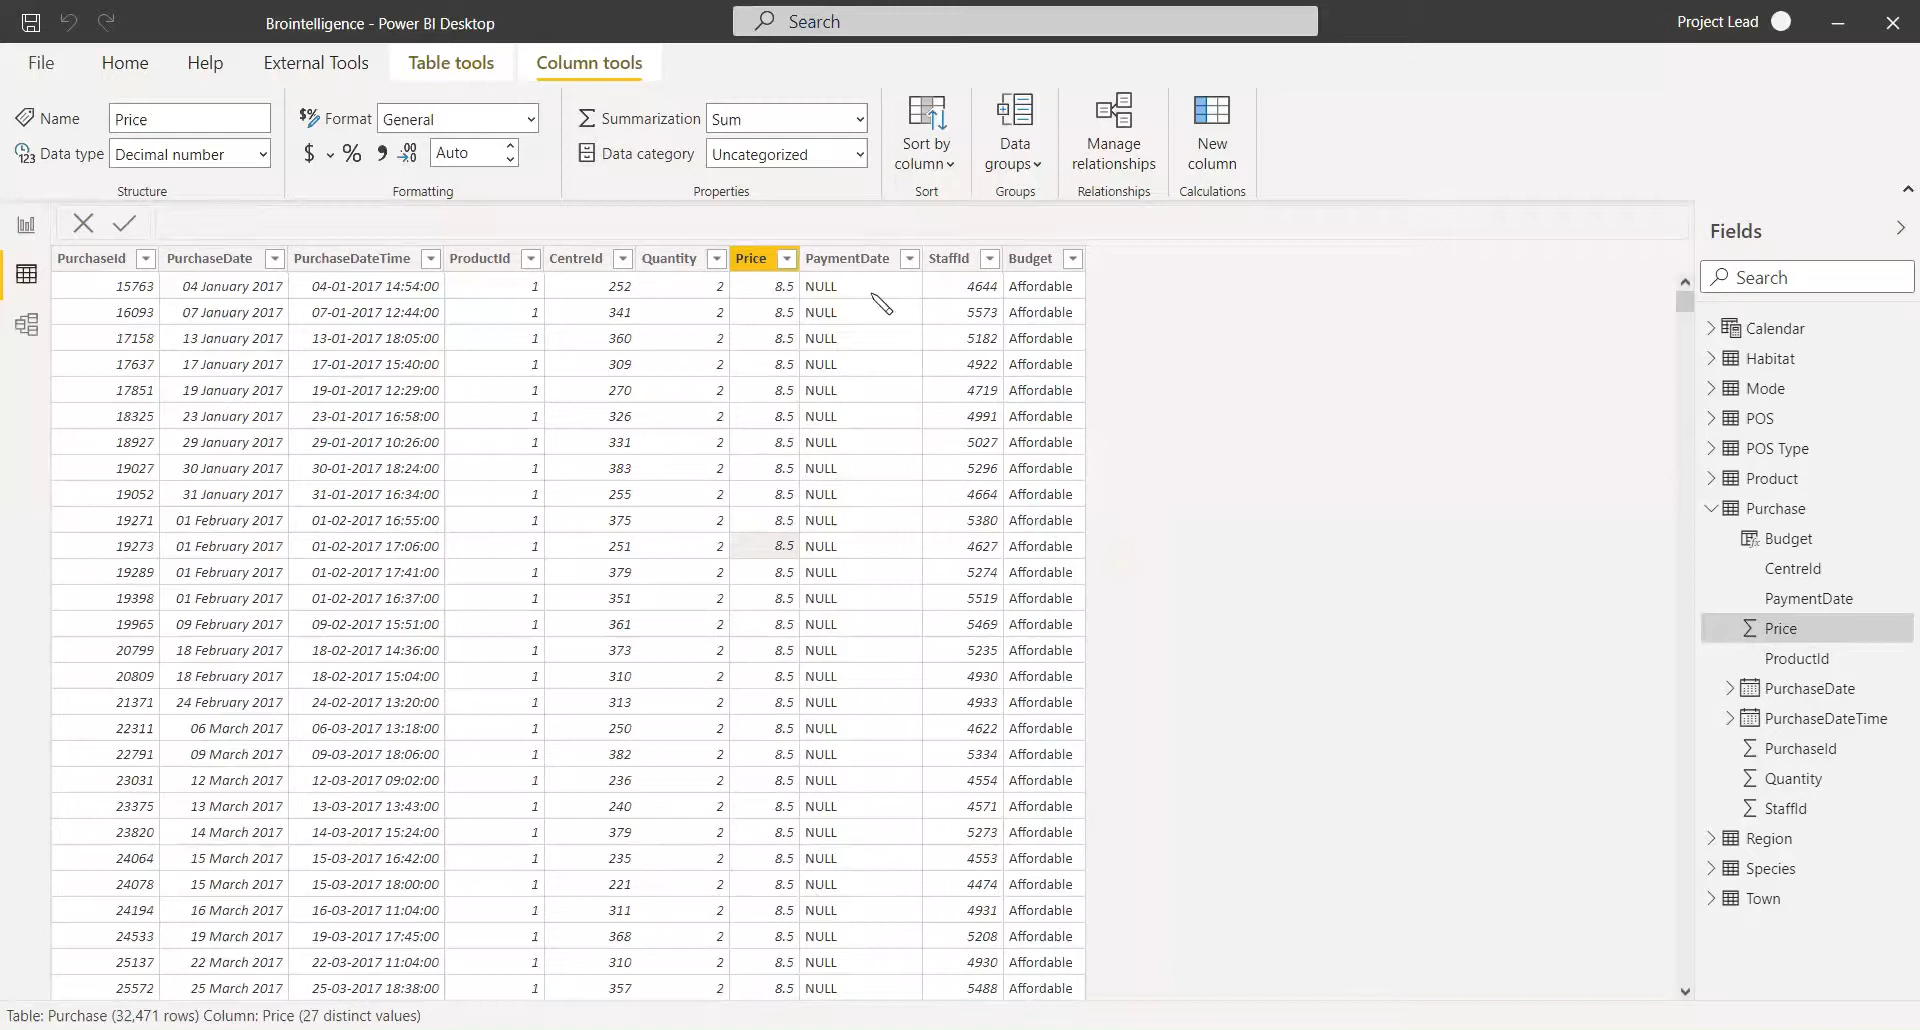 Brointelligence - Power BI Desktop
Search
Project Lead
File Home Help External Tools Table tools Column tools
Name Price
Data type Decimal number
Structure
Format General
$ % Auto
Formatting
Summarization Sum
Data category Uncategorized
Properties
Sort by column
Sort
Data groups
Groups
Manage relationships
Relationships
New column
Calculations
PurchaseId PurchaseDate PurchaseDateTime ProductId CentreId Quantity Price PaymentDate StaffId Budget
15763 04 January 2017 04-01-2017 14:54:00 1 252 2 8.5 NULL 4644 Affordable
16093 07 January 2017 07-01-2017 12:44:00 1 341 2 8.5 NULL 5573 Affordable
17158 13 January 2017 13-01-2017 18:05:00 1 360 2 8.5 NULL 5182 Affordable
17637 17 January 2017 17-01-2017 15:40:00 1 309 2 8.5 NULL 4922 Affordable
17851 19 January 2017 19-01-2017 12:29:00 1 270 2 8.5 NULL 4719 Affordable
18325 23 January 2017 23-01-2017 16:58:00 1 326 2 8.5 NULL 4991 Affordable
18927 29 January 2017 29-01-2017 10:26:00 1 331 2 8.5 NULL 5027 Affordable
19027 30 January 2017 30-01-2017 18:24:00 1 383 2 8.5 NULL 5296 Affordable
19052 31 January 2017 31-01-2017 16:34:00 1 255 2 8.5 NULL 4664 Affordable
19271 01 February 2017 01-02-2017 16:55:00 1 375 2 8.5 NULL 5380 Affordable
19273 01 February 2017 01-02-2017 17:06:00 1 251 2 8.5 NULL 4627 Affordable
19289 01 February 2017 01-02-2017 17:41:00 1 379 2 8.5 NULL 5274 Affordable
19398 01 February 2017 01-02-2017 16:37:00 1 351 2 8.5 NULL 5519 Affordable
19965 09 February 2017 09-02-2017 15:51:00 1 361 2 8.5 NULL 5469 Affordable
20799 18 February 2017 18-02-2017 14:36:00 1 373 2 8.5 NULL 5235 Affordable
20809 18 February 2017 18-02-2017 15:04:00 1 310 2 8.5 NULL 4930 Affordable
21371 24 February 2017 24-02-2017 13:20:00 1 313 2 8.5 NULL 4933 Affordable
22311 06 March 2017 06-03-2017 13:18:00 1 250 2 8.5 NULL 4622 Affordable
22791 09 March 2017 09-03-2017 18:06:00 1 382 2 8.5 NULL 5334 Affordable
23031 12 March 2017 12-03-2017 09:02:00 1 236 2 8.5 NULL 4554 Affordable
23375 13 March 2017 13-03-2017 13:43:00 1 240 2 8.5 NULL 4571 Affordable
23820 14 March 2017 14-03-2017 15:24:00 1 379 2 8.5 NULL 5273 Affordable
24064 15 March 2017 15-03-2017 16:42:00 1 235 2 8.5 NULL 4553 Affordable
24078 15 March 2017 15-03-2017 18:00:00 1 221 2 8.5 NULL 4474 Affordable
24194 16 March 2017 16-03-2017 11:04:00 1 311 2 8.5 NULL 4931 Affordable
24533 19 March 2017 19-03-2017 17:45:00 1 368 2 8.5 NULL 5208 Affordable
25137 22 March 2017 22-03-2017 11:04:00 1 310 2 8.5 NULL 4930 Affordable
25572 25 March 2017 25-03-2017 18:38:00 1 357 2 8.5 NULL 5488 Affordable
Fields
Search
Calendar
Habitat
Mode
POS
POS Type
Product
Purchase
Budget
CentreId
PaymentDate
Price
ProductId
PurchaseDate
PurchaseDateTime
PurchaseId
Quantity
StaffId
Region
Species
Town
Table: Purchase (32,471 rows) Column: Price (27 distinct values)